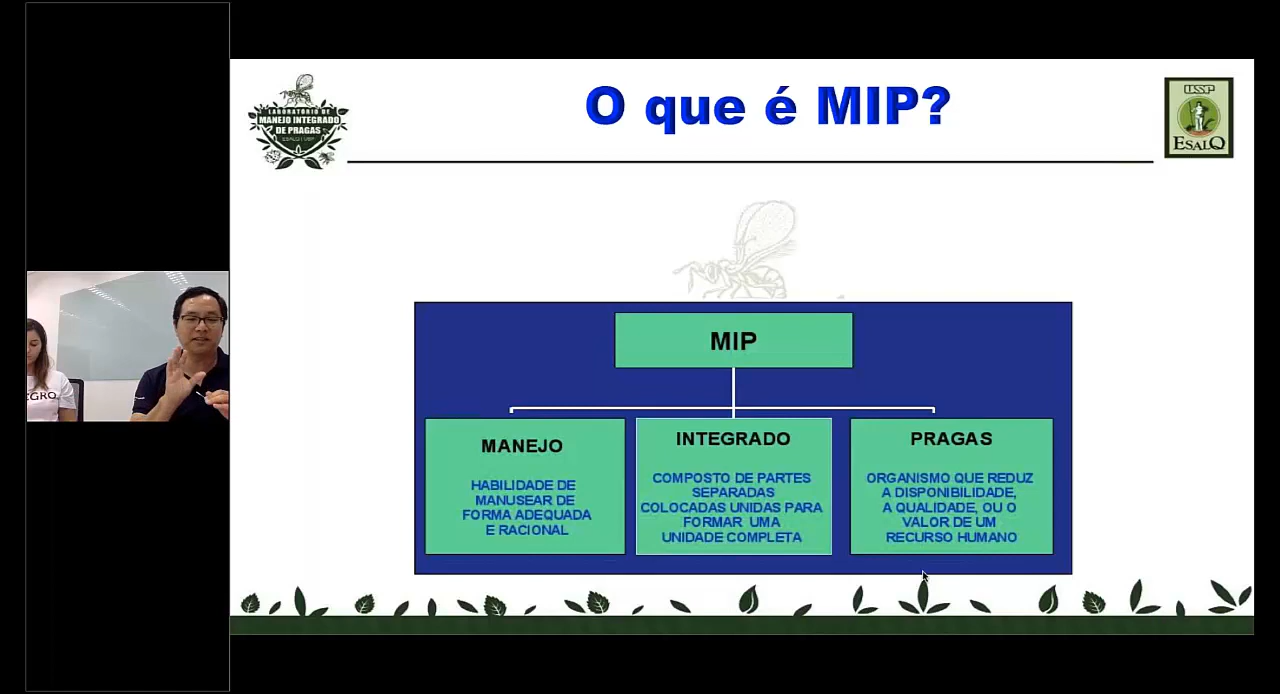 O que é MIP?
LABORATÓRIO DE
MANEJO INTEGRADO
DE PRAGAS
ESALQ / USP
USP
ESALQ
MIP
MANEJO
HABILIDADE DE
MANUSEAR DE
FORMA ADEQUADA
E RACIONAL
INTEGRADO
COMPOSTO DE PARTES
SEPARADAS
COLOCADAS UNIDAS PARA
FORMAR UMA
UNIDADE COMPLETA
PRAGAS
ORGANISMO QUE REDUZ
A DISPONIBILIDADE,
A QUALIDADE, OU O
VALOR DE UM
RECURSO HUMANO